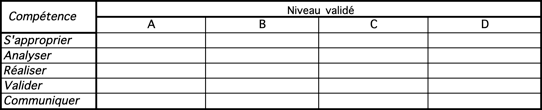 Compétence
Niveau validé
A B C D
S'approprier
Analyser
Réaliser
Valider
Communiquer